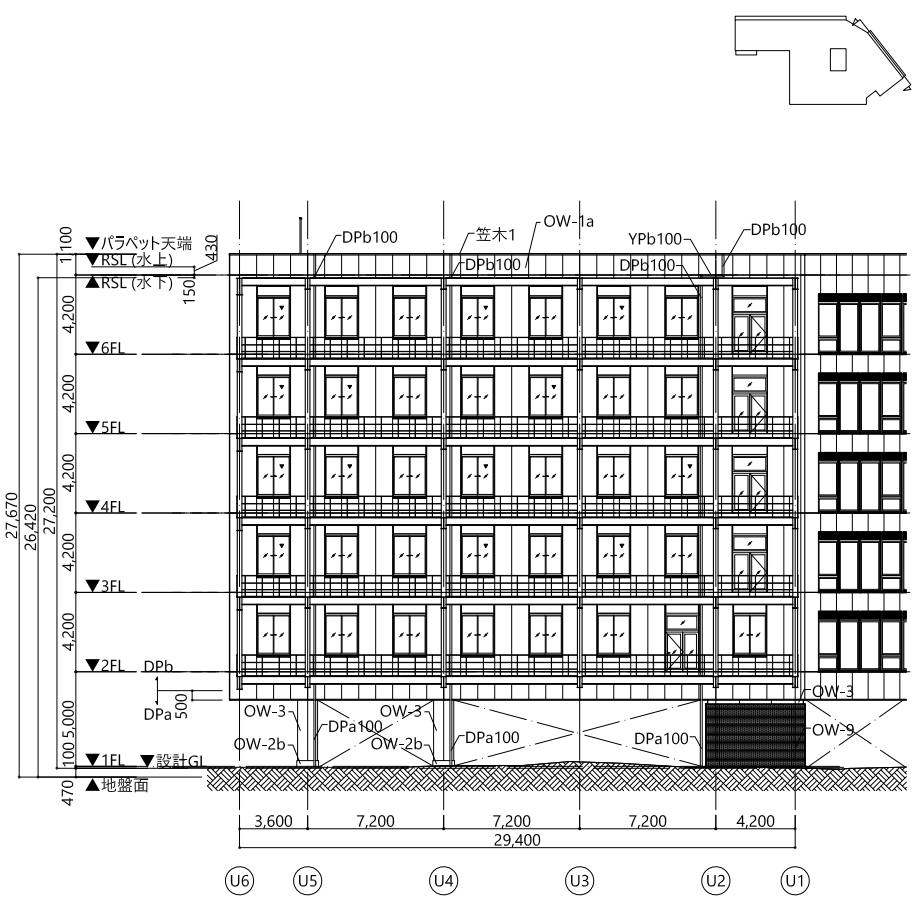 OW-1a
DPb100
YPb100
DPb100
笠木1
DPb100
DPb100
1,100
▼パラペット天端
430
▼RSL (水上)
▲RSL (水下)
150
4,200
▼6FL
4,200
▼5FL
4,200
▼4FL
4,200
▼3FL
4,200
▼2FL
DPb
DPa
500
27,670
26,420
27,200
5,000
100
▼1FL
▼設計GL
470
▲地盤面
OW-3
OW-3
OW-3
DPa100
OW-2b
OW-2b
DPa100
DPa100
OW-9
3,600
7,200
7,200
7,200
4,200
29,400
U6
U5
U4
U3
U2
U1